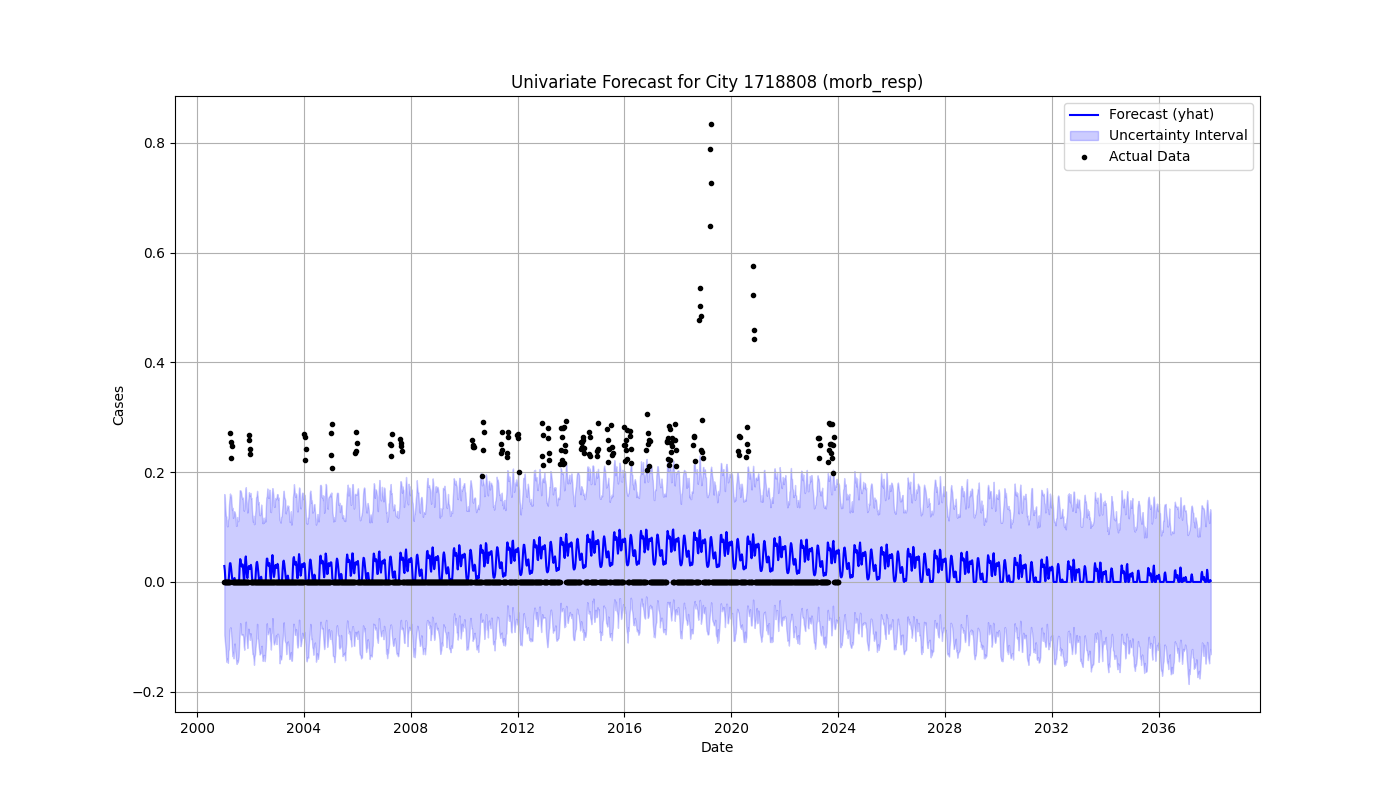 Univariate Forecast for City 1718808 (morb_resp)
Forecast (yhat)
Uncertainty Interval
Actual Data
Cases
0.8
0.6
0.4
0.2
0.0
−0.2
2000 2004 2008 2012 2016 2020 2024 2028 2032 2036
Date